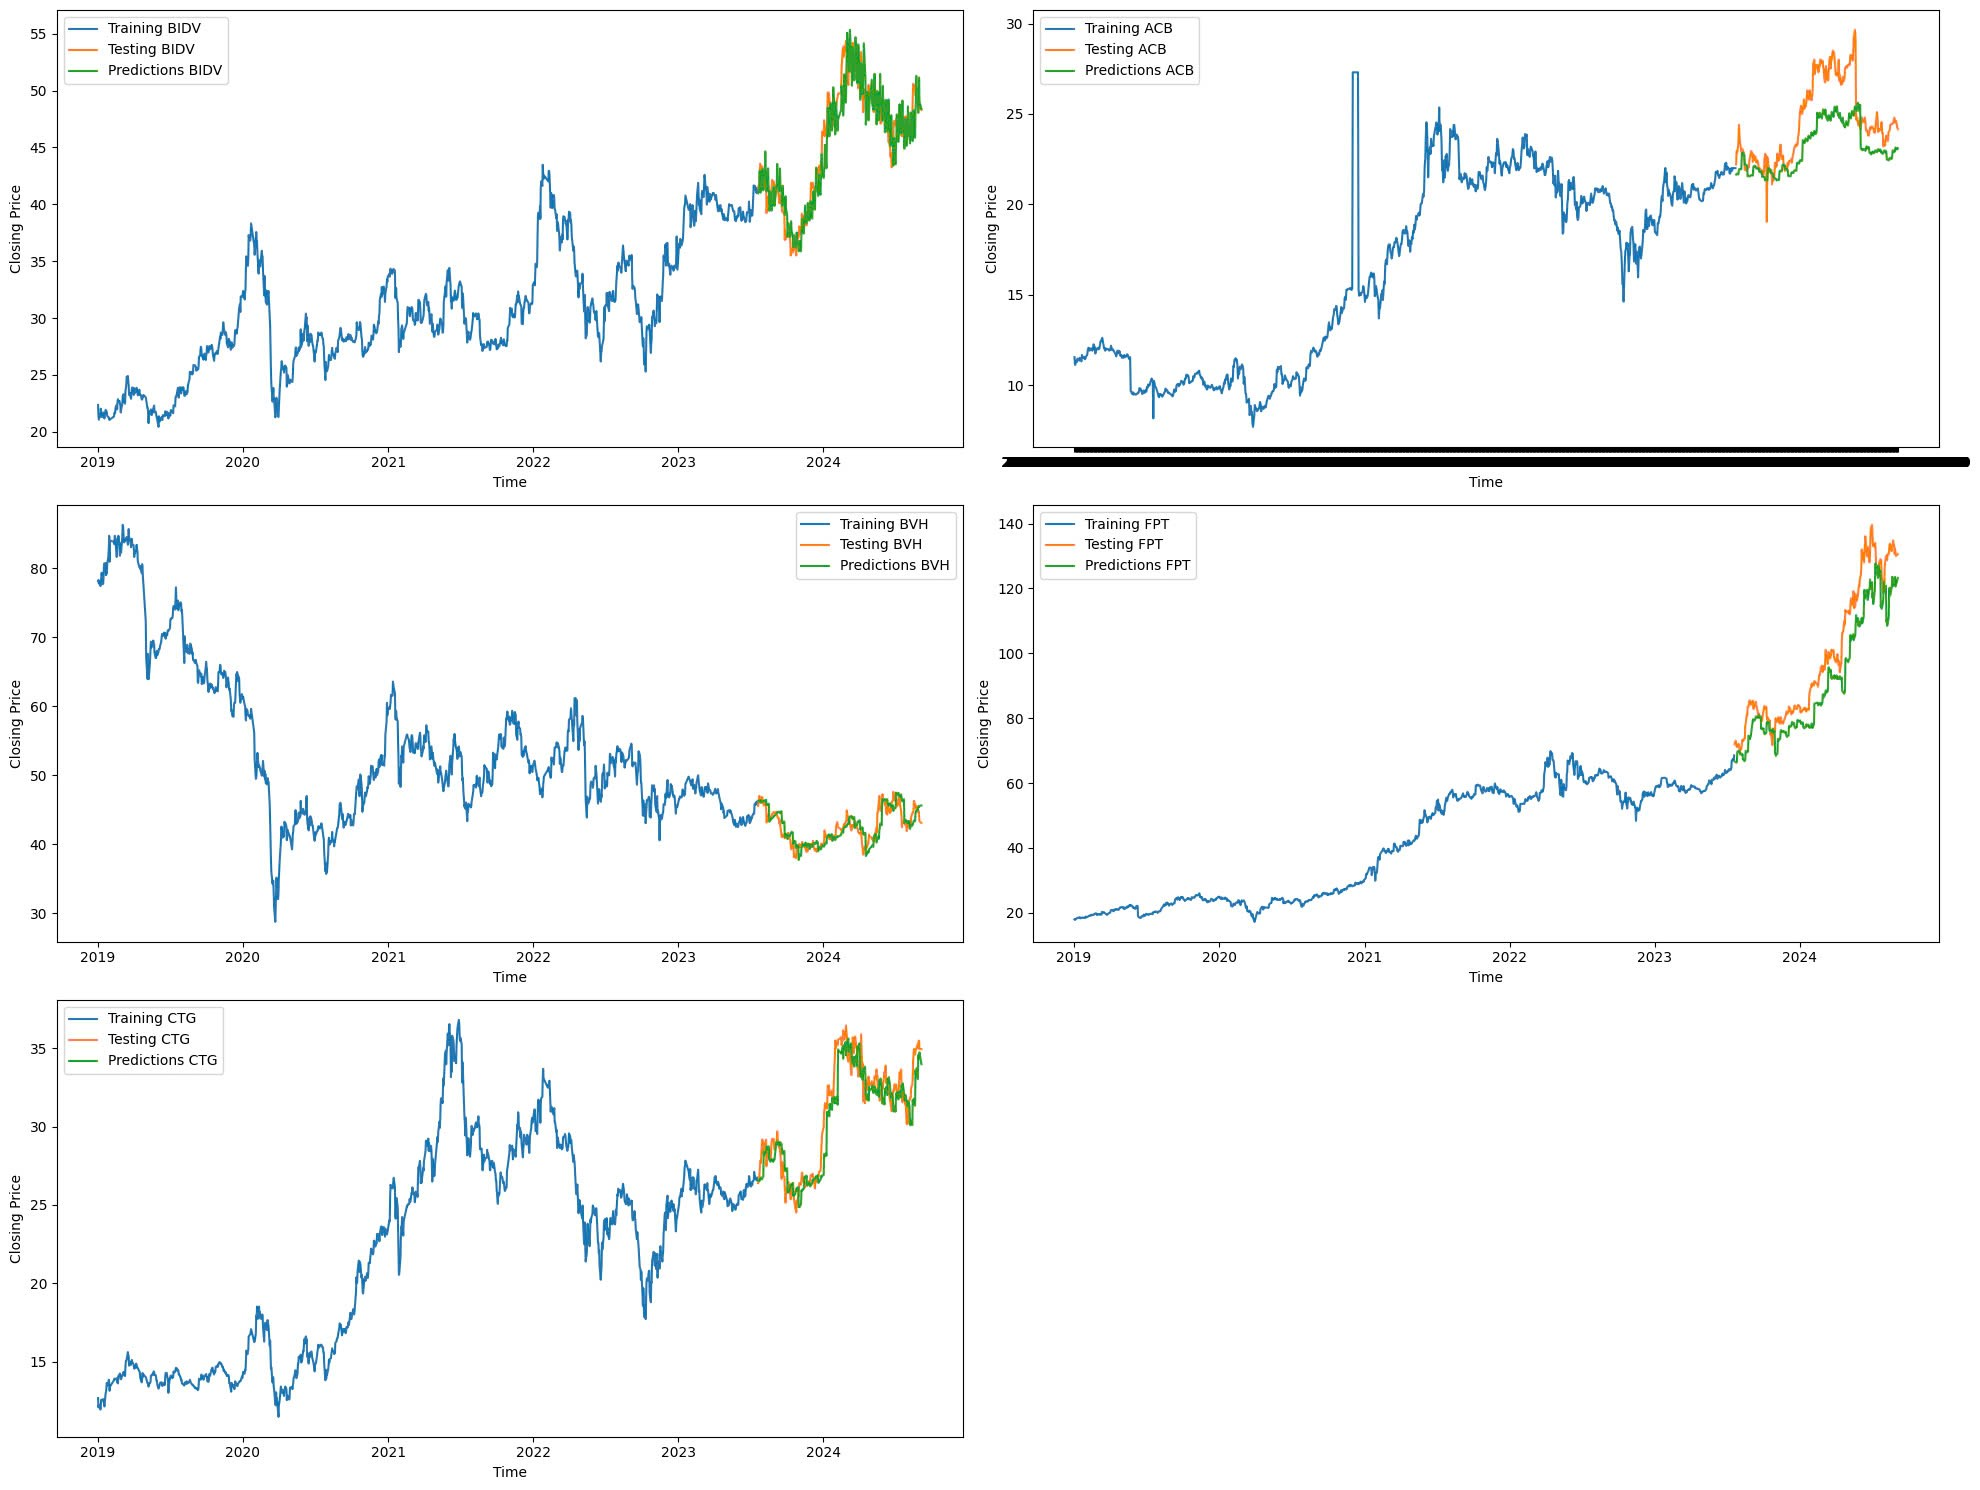 Training BIDV
Testing BIDV
Predictions BIDV
55
50
45
40
35
30
25
20
Closing Price
2019 2020 2021 2022 2023 2024
Time
Training ACB
Testing ACB
Predictions ACB
30
25
20
15
10
Closing Price
Time
Training BVH
Testing BVH
Predictions BVH
80
70
60
50
40
30
Closing Price
2019 2020 2021 2022 2023 2024
Time
Training FPT
Testing FPT
Predictions FPT
140
120
100
80
60
40
20
Closing Price
2019 2020 2021 2022 2023 2024
Time
Training CTG
Testing CTG
Predictions CTG
35
30
25
20
15
Closing Price
2019 2020 2021 2022 2023 2024
Time